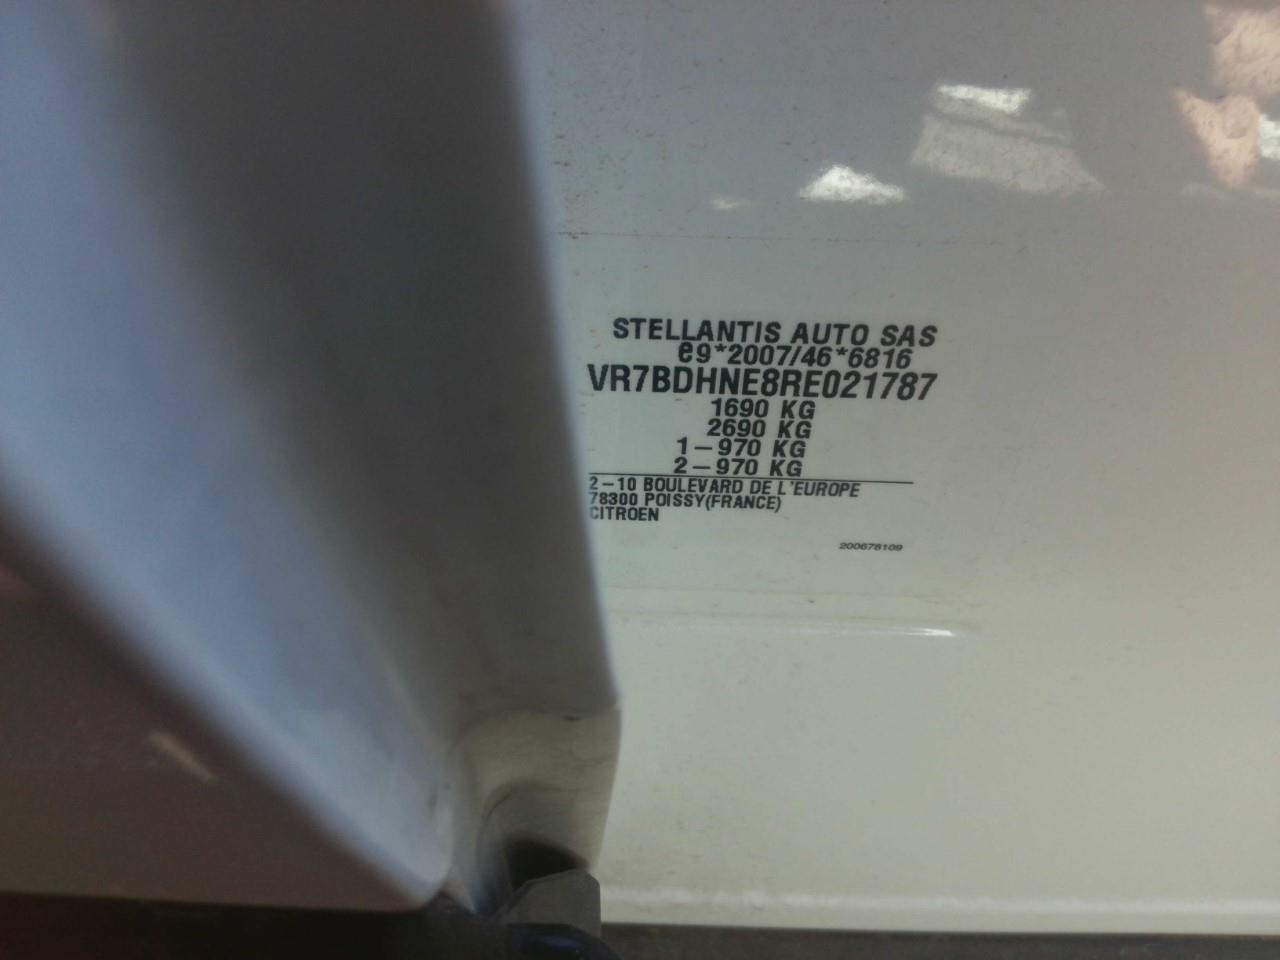 STELLANTIS AUTO SAS
e9*2007/46*6816
VR7BDHNE8RE021787
1690 KG
2690 KG
1-970 KG
2-970 KG
2-10 BOULEVARD DE L'EUROPE
78300 POISSY(FRANCE)
CITROEN
200678109